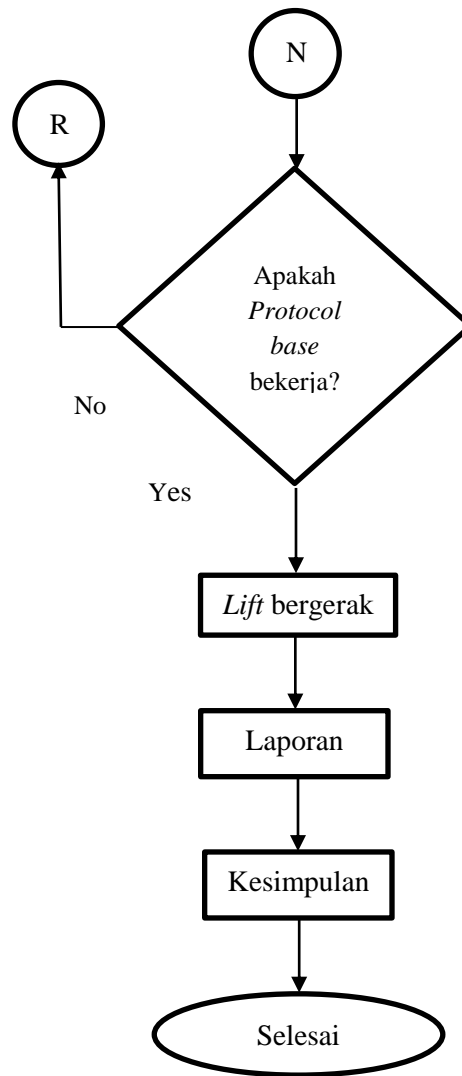 N
R
Apakah
Protocol
base
bekerja?
No
Yes
Lift bergerak
Laporan
Kesimpulan
Selesai